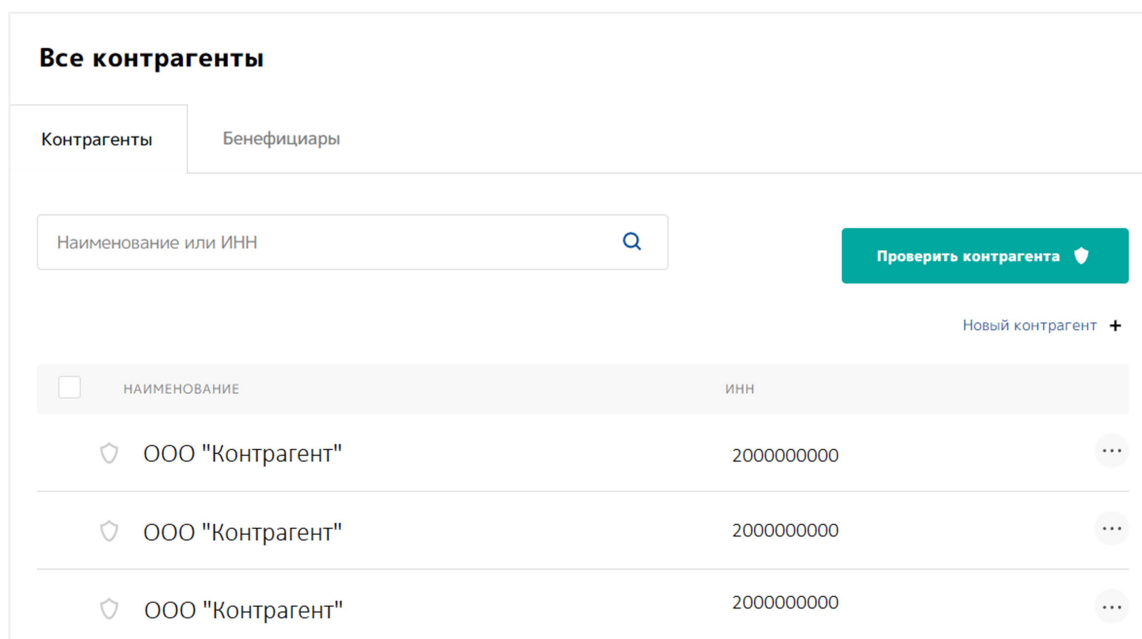 Все контрагенты
Контрагенты Бенефициары
Наименование или ИНН
Проверить контрагента
Новый контрагент +
НАИМЕНОВАНИЕ ИНН
ООО "Контрагент" 2000000000
ООО "Контрагент" 2000000000
ООО "Контрагент" 2000000000